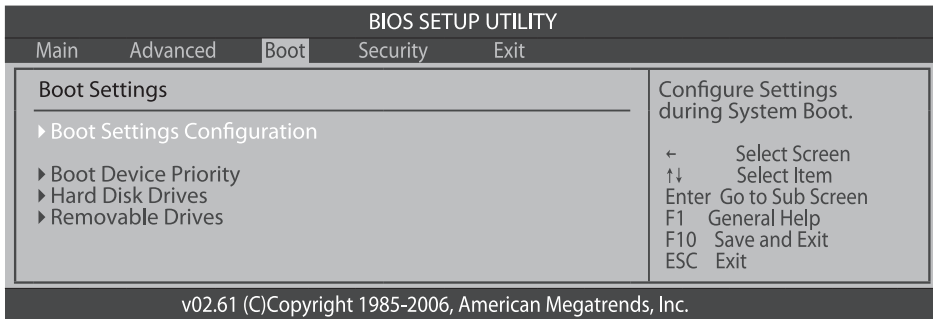 BIOS SETUP UTILITY
Main Advanced Boot Security Exit
Boot Settings
▸ Boot Settings Configuration
▸ Boot Device Priority
▸ Hard Disk Drives
▸ Removable Drives
Configure Settings
during System Boot.
← Select Screen
↑↓ Select Item
Enter Go to Sub Screen
F1 General Help
F10 Save and Exit
ESC Exit
v02.61 (C)Copyright 1985-2006, American Megatrends, Inc.